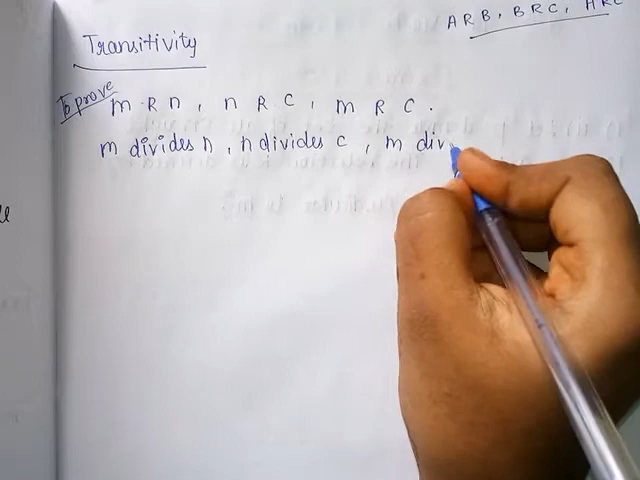 ARB, BRC, ARC
Transitivity
To prove
m R n, n R c, m R c.
m divides n, n divides c, m div